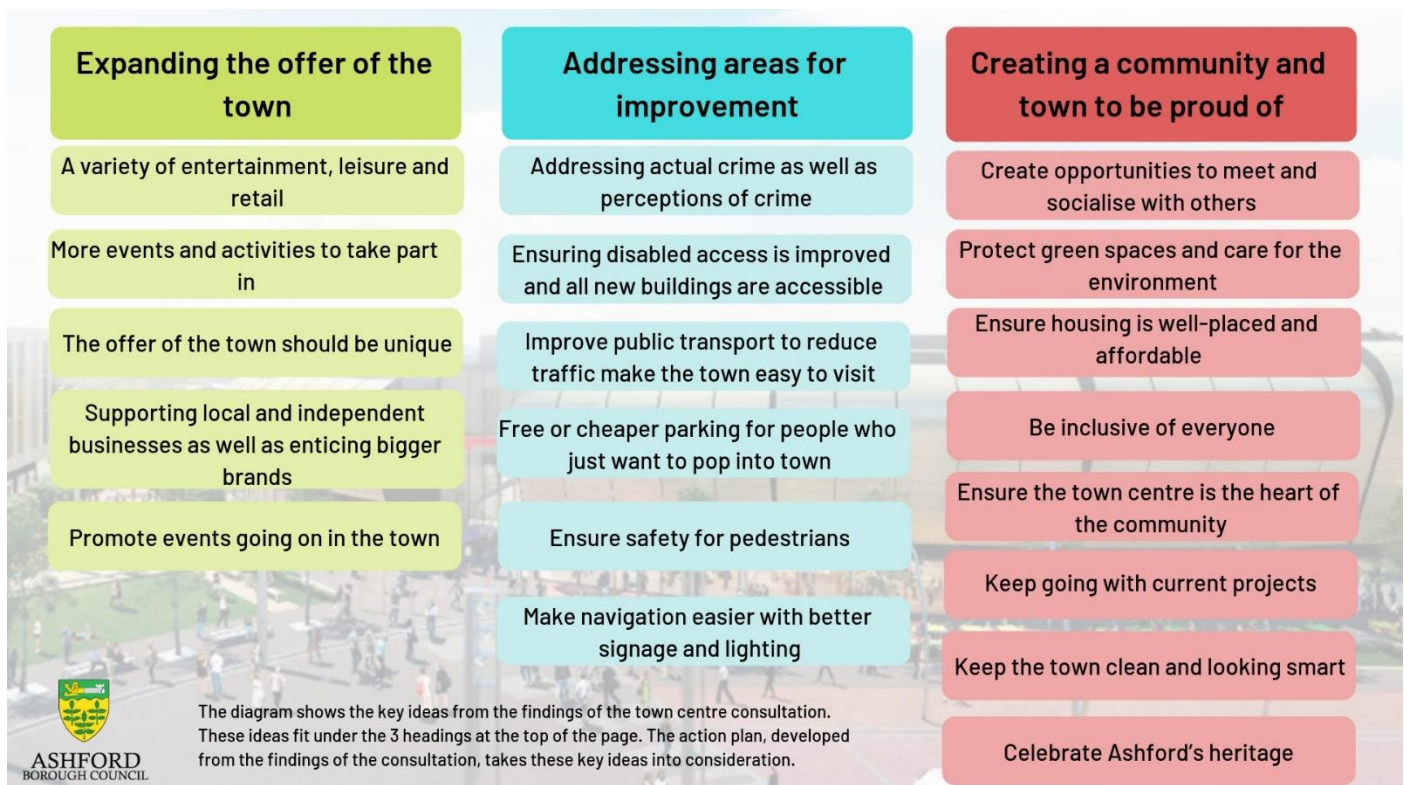 Expanding the offer of the
town
A variety of entertainment, leisure and
retail
More events and activities to take part
in
The offer of the town should be unique
Supporting local and independent
businesses as well as enticing bigger
brands
Promote events going on in the town
Addressing areas for
improvement
Addressing actual crime as well as
perceptions of crime
Ensuring disabled access is improved
and all new buildings are accessible
Improve public transport to reduce
traffic make the town easy to visit
Free or cheaper parking for people who
just want to pop into town
Ensure safety for pedestrians
Make navigation easier with better
signage and lighting
Creating a community and
town to be proud of
Create opportunities to meet and
socialise with others
Protect green spaces and care for the
environment
Ensure housing is well-placed and
affordable
Be inclusive of everyone
Ensure the town centre is the heart of
the community
Keep going with current projects
Keep the town clean and looking smart
Celebrate Ashford's heritage
ASHFORD
BOROUGH COUNCIL
The diagram shows the key ideas from the findings of the town centre consultation.
These ideas fit under the 3 headings at the top of the page. The action plan, developed
from the findings of the consultation, takes these key ideas into consideration.